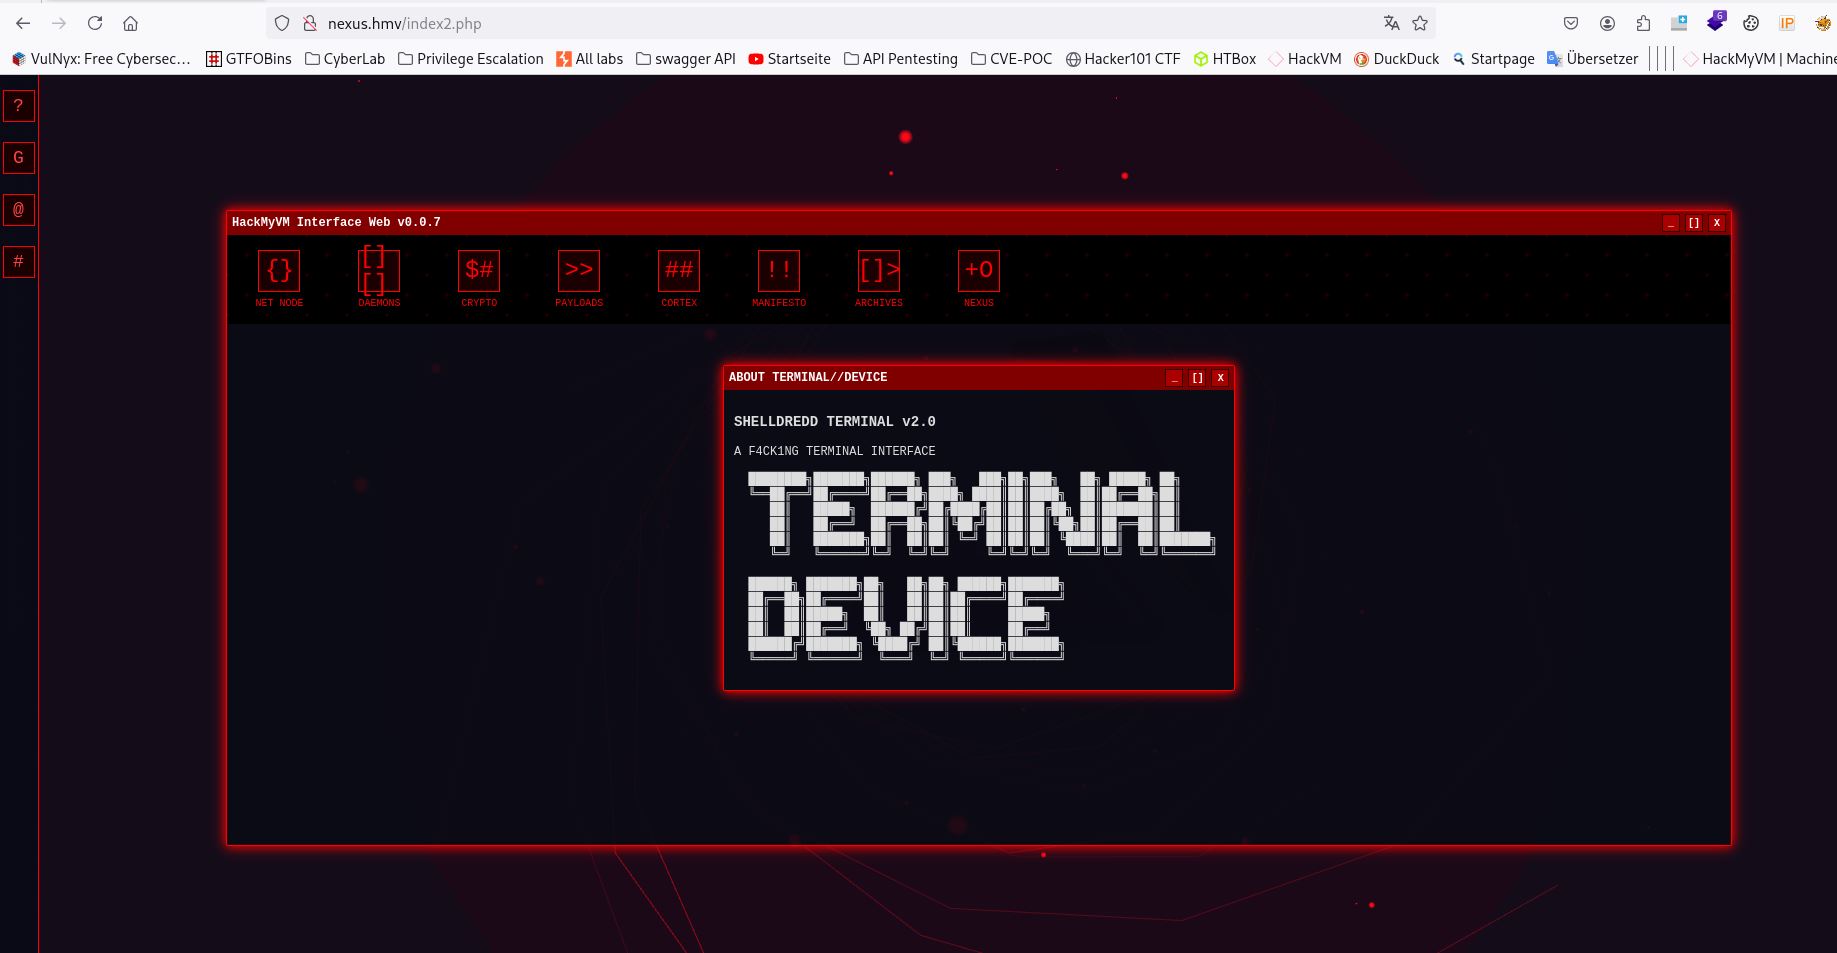 nexus.hmv/index2.php
VulNyx: Free Cybersec… GTFOBins CyberLab Privilege Escalation All labs swagger API Startseite API Pentesting CVE-POC Hacker101 CTF HTBox HackVM DuckDuck Startpage Übersetzer HackMyVM | Machine
6
IP
?
G
@
#
HackMyVM Interface Web v0.0.7 _ [] X
{} [][] $# >> ## !! []> +O
NET NODE DAEMONS CRYPTO PAYLOADS CORTEX MANIFESTO ARCHIVES NEXUS
ABOUT TERMINAL//DEVICE _ [] X
SHELLDREDD TERMINAL v2.0
A F4CK1NG TERMINAL INTERFACE
TERMINAL
DEVICE